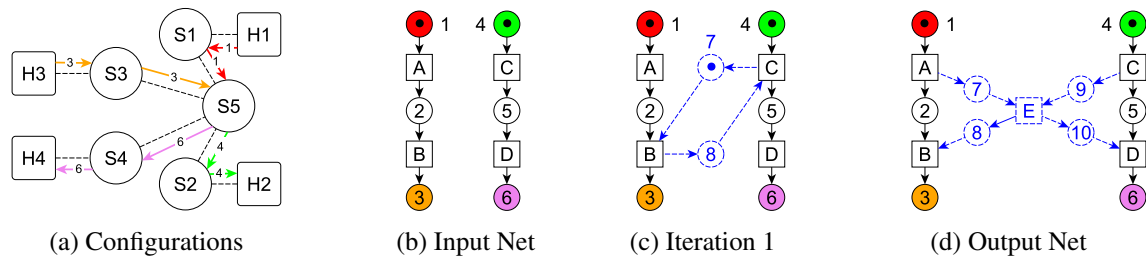 S1
1
H1
1
H3
3
S3
3
S5
H4
6
S4
6
4
S2
4
H2
(a) Configurations
1
4
A
C
2
5
B
D
3
6
(b) Input Net
1
4
7
A
C
2
5
B
8
D
3
6
(c) Iteration 1
1
4
A
C
7
9
2
E
5
8
10
B
D
3
6
(d) Output Net